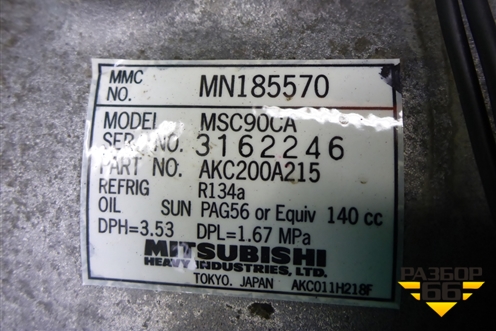 MMC NO. MN185570
MODEL MSC90CA
SERI NO. 3162246
PART NO. AKC200A215
REFRIG R134a
OIL SUN PAG56 or Equiv 140 cc
DPH=3.53 DPL=1.67 MPa
MITSUBISHI
HEAVY INDUSTRIES, LTD.
TOKYO. JAPAN AKC011H218F
РАЗБОР
66